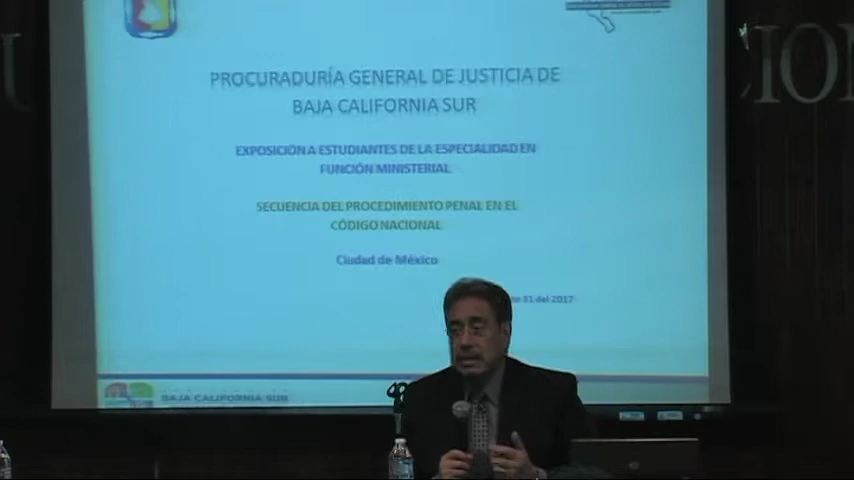 PROCURADURÍA GENERAL DE JUSTICIA DE
BAJA CALIFORNIA SUR
EXPOSICIÓN A ESTUDIANTES DE LA ESPECIALIDAD EN
FUNCIÓN MINISTERIAL
SECUENCIA DEL PROCEDIMIENTO PENAL EN EL
CÓDIGO NACIONAL
Ciudad de México
31 del 2017
BAJA CALIFORNIA SUR